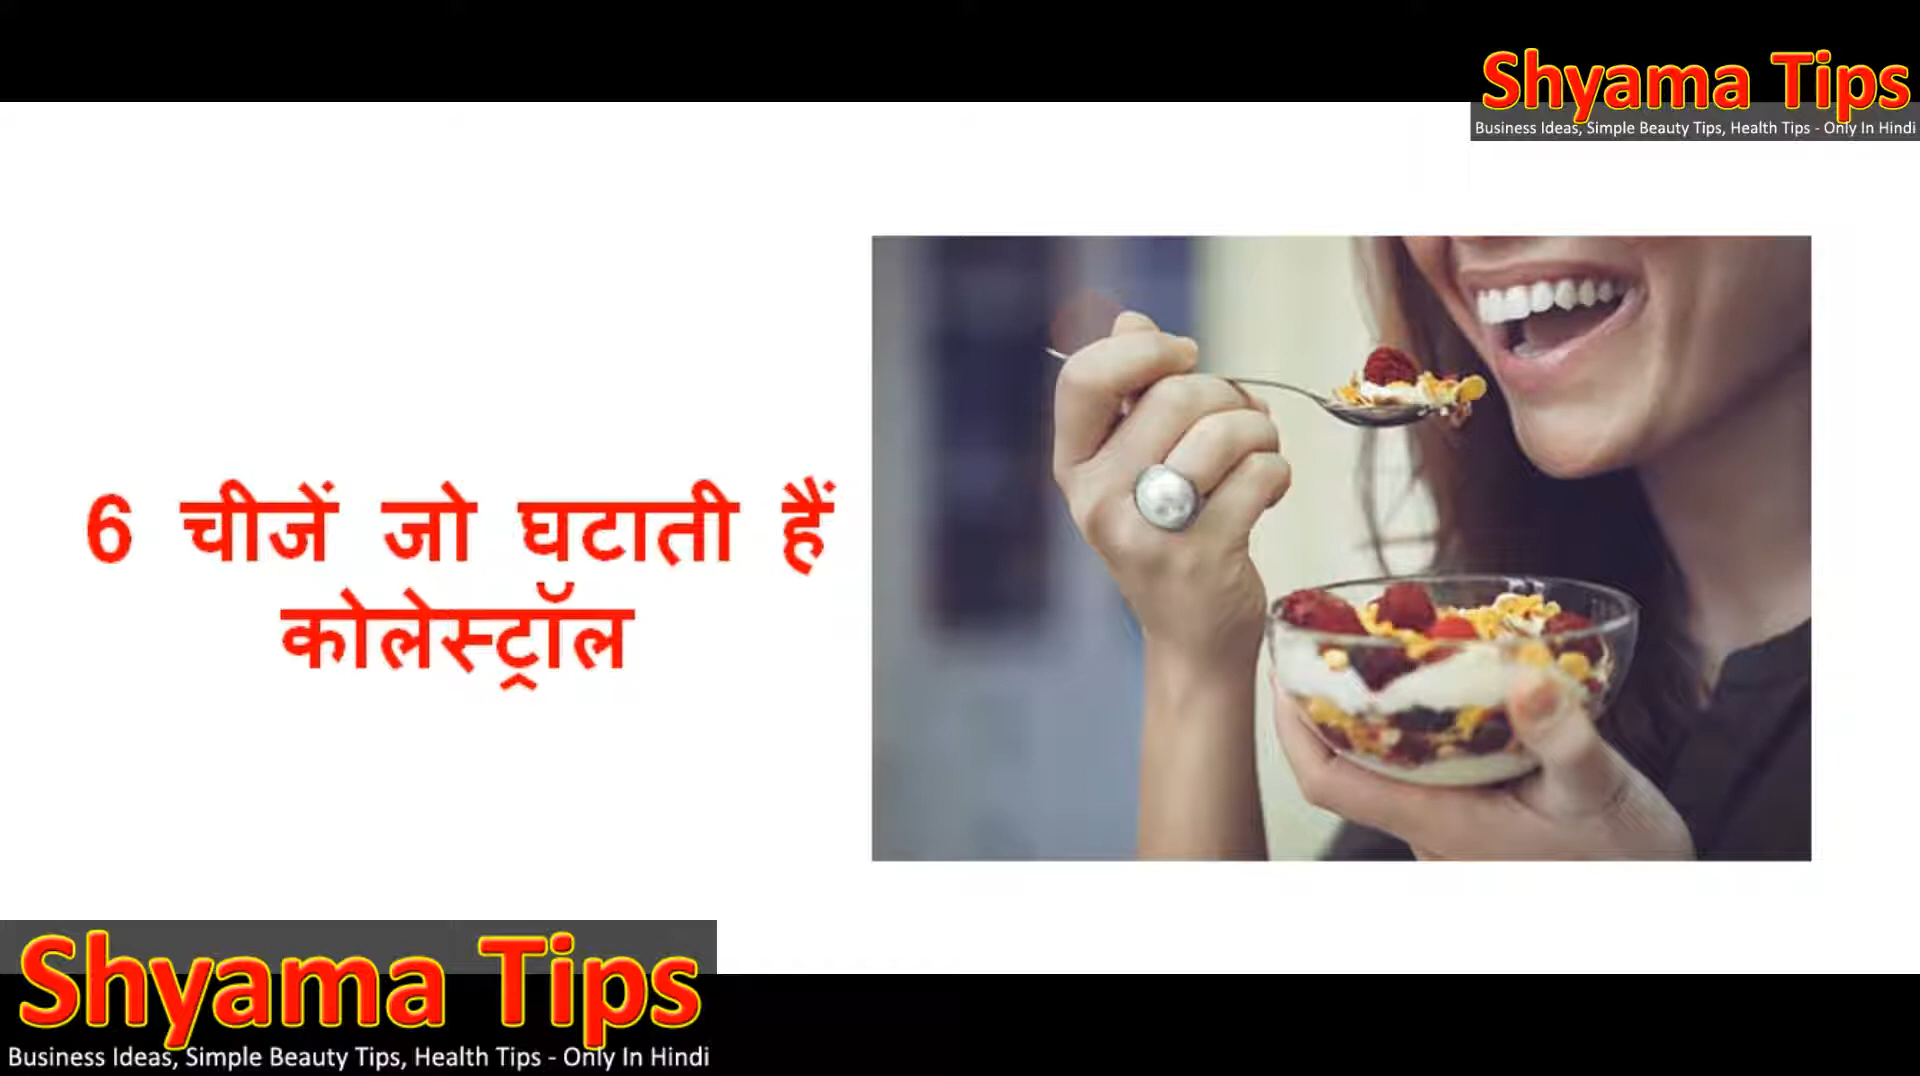 Shyama Tips
Business Ideas, Simple Beauty Tips, Health Tips - Only In Hindi
6 चीजें जो घटाती हैं
कोलेस्ट्रॉल
Shyama Tips
Business Ideas, Simple Beauty Tips, Health Tips - Only In Hindi